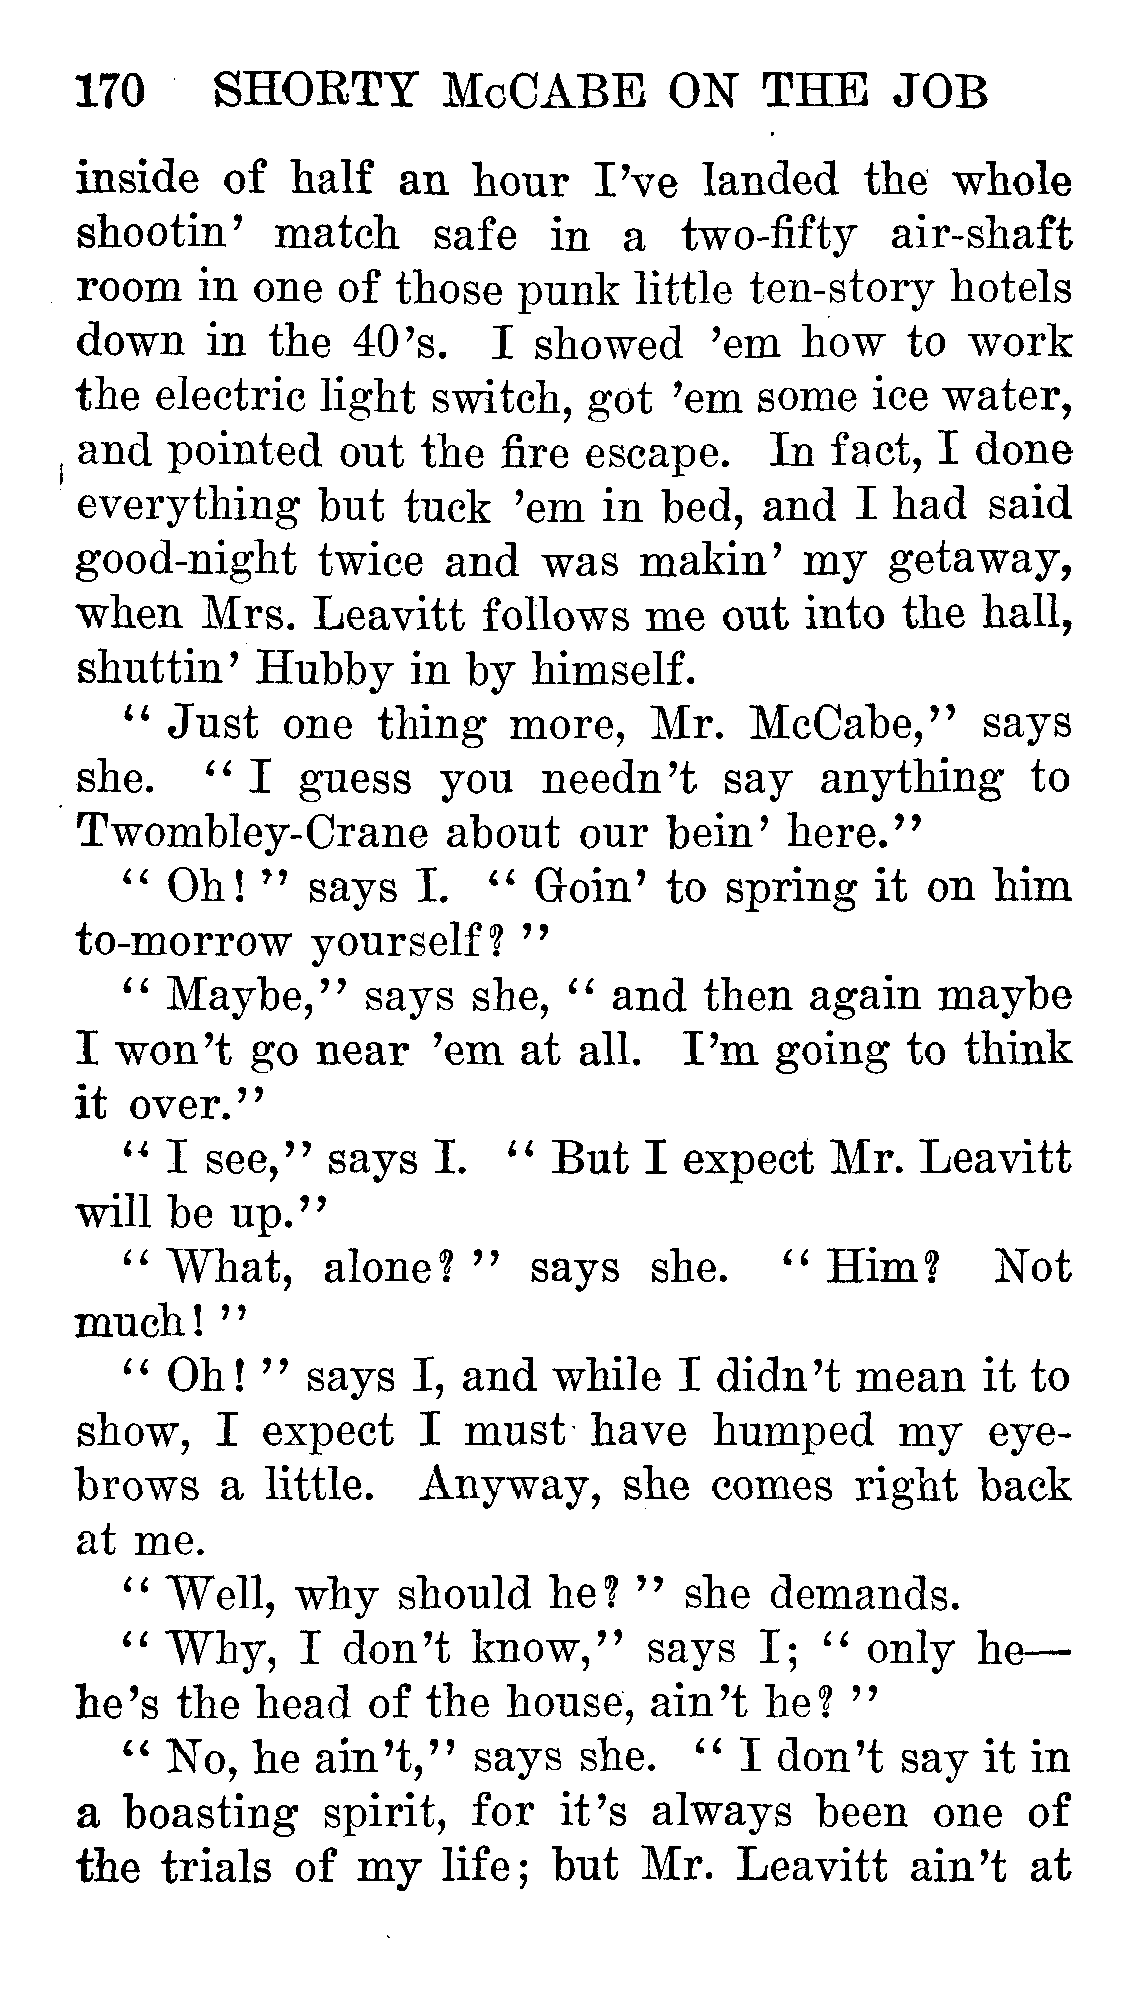 170 SHORTY McCABE ON THE JOB
inside of half an hour I've landed the whole
shootin' match safe in a two-fifty air-shaft
room in one of those punk little ten-story hotels
down in the 40's. I showed 'em how to work
the electric light switch, got 'em some ice water,
and pointed out the fire escape. In fact, I done
everything but tuck 'em in bed, and I had said
good-night twice and was makin' my getaway,
when Mrs. Leavitt follows me out into the hall,
shuttin' Hubby in by himself.
“ Just one thing more, Mr. McCabe,” says
she. “ I guess you needn't say anything to
Twombley-Crane about our bein' here.”
“ Oh! ” says I. “ Goin' to spring it on him
to-morrow yourself? ”
“ Maybe,” says she, “ and then again maybe
I won't go near 'em at all. I'm going to think
it over.”
“ I see,” says I. “ But I expect Mr. Leavitt
will be up.”
“ What, alone? ” says she. “ Him? Not
much! ”
“ Oh! ” says I, and while I didn't mean it to
show, I expect I must have humped my eye-
brows a little. Anyway, she comes right back
at me.
“ Well, why should he? ” she demands.
“ Why, I don't know,” says I; “ only he—
he's the head of the house, ain't he? ”
“ No, he ain't,” says she. “ I don't say it in
a boasting spirit, for it's always been one of
the trials of my life; but Mr. Leavitt ain't at